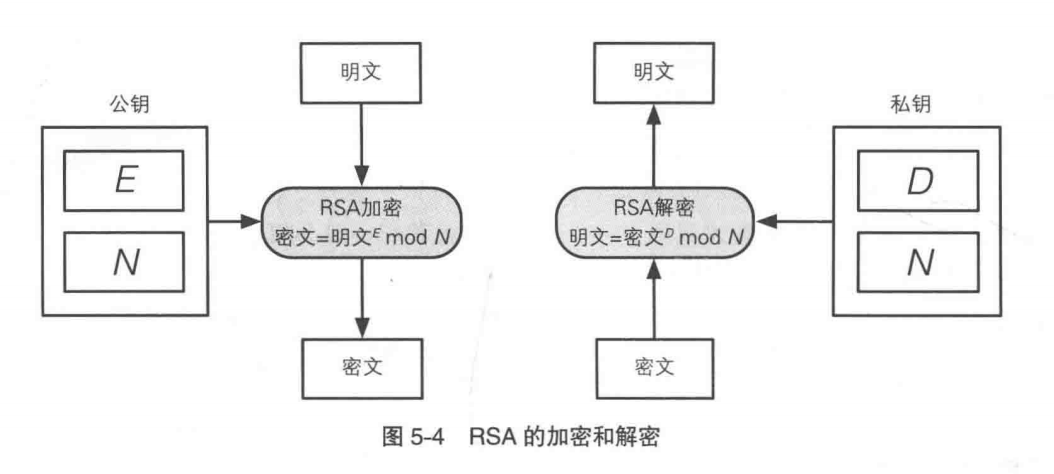 明文
明文
公钥
私钥
E
N
RSA加密
密文=明文ᴱ mod N
RSA解密
明文=密文ᴰ mod N
D
N
密文
密文
图 5-4 RSA 的加密和解密